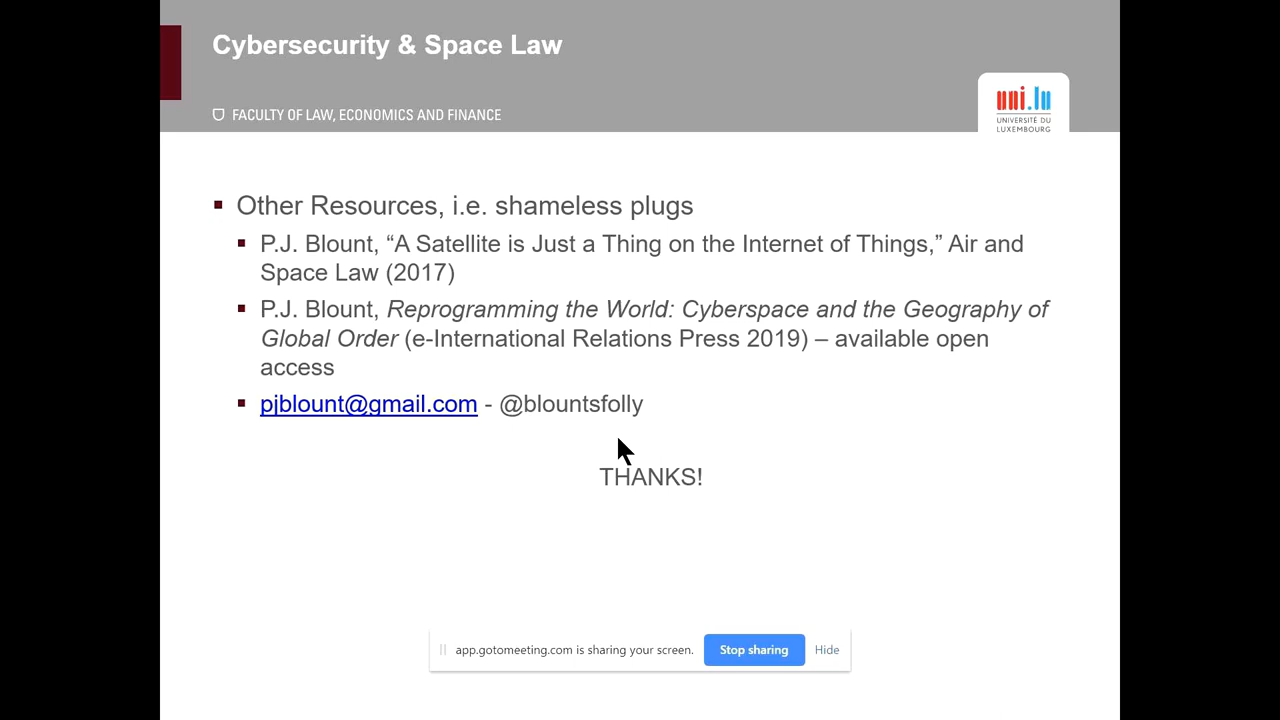 Cybersecurity & Space Law
FACULTY OF LAW, ECONOMICS AND FINANCE
uni.lu
UNIVERSITÉ DU
LUXEMBOURG
Other Resources, i.e. shameless plugs
P.J. Blount, “A Satellite is Just a Thing on the Internet of Things,” Air and
Space Law (2017)
P.J. Blount, Reprogramming the World: Cyberspace and the Geography of
Global Order (e-International Relations Press 2019) – available open
access
pjblount@gmail.com - @blountsfolly
THANKS!
app.gotomeeting.com is sharing your screen. Stop sharing Hide